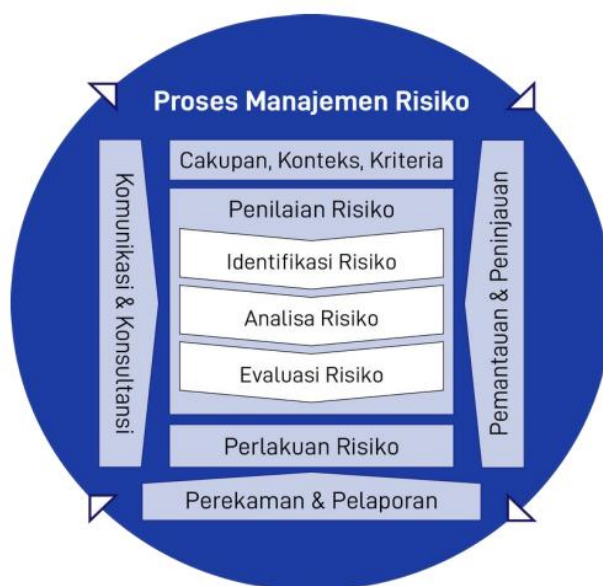 Proses Manajemen Risiko
Cakupan, Konteks, Kriteria
Komunikasi & Konsultansi
Penilaian Risiko
Identifikasi Risiko
Analisa Risiko
Evaluasi Risiko
Pemantauan & Peninjauan
Perlakuan Risiko
Perekaman & Pelaporan